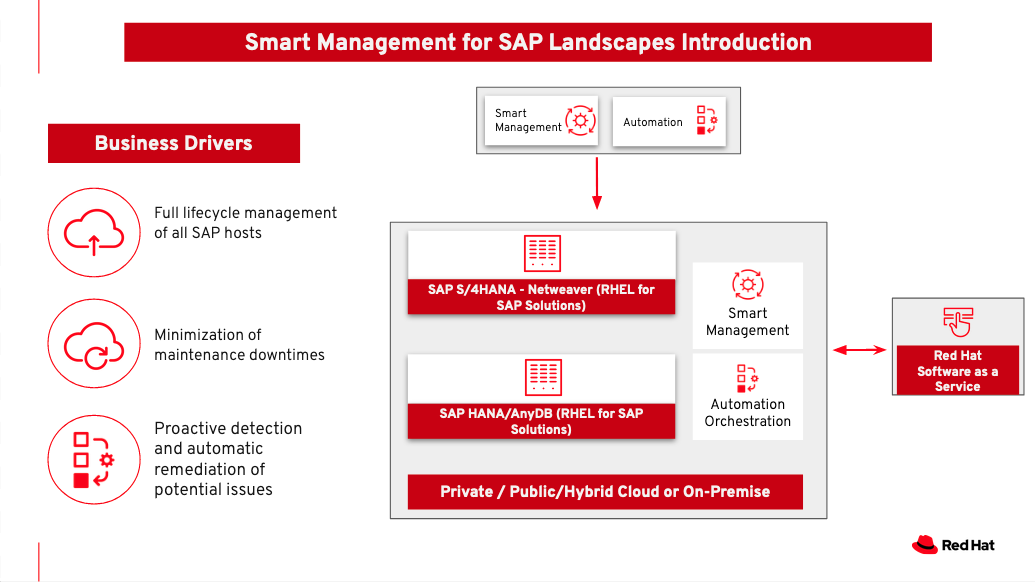 Smart Management for SAP Landscapes Introduction
Business Drivers
Full lifecycle management
of all SAP hosts
Minimization of
maintenance downtimes
Proactive detection
and automatic
remediation of
potential issues
Smart
Management
Automation
SAP S/4HANA - Netweaver (RHEL for
SAP Solutions)
SAP HANA/AnyDB (RHEL for SAP
Solutions)
Smart
Management
Automation
Orchestration
Private / Public/Hybrid Cloud or On-Premise
Red Hat
Software as a
Service
Red Hat